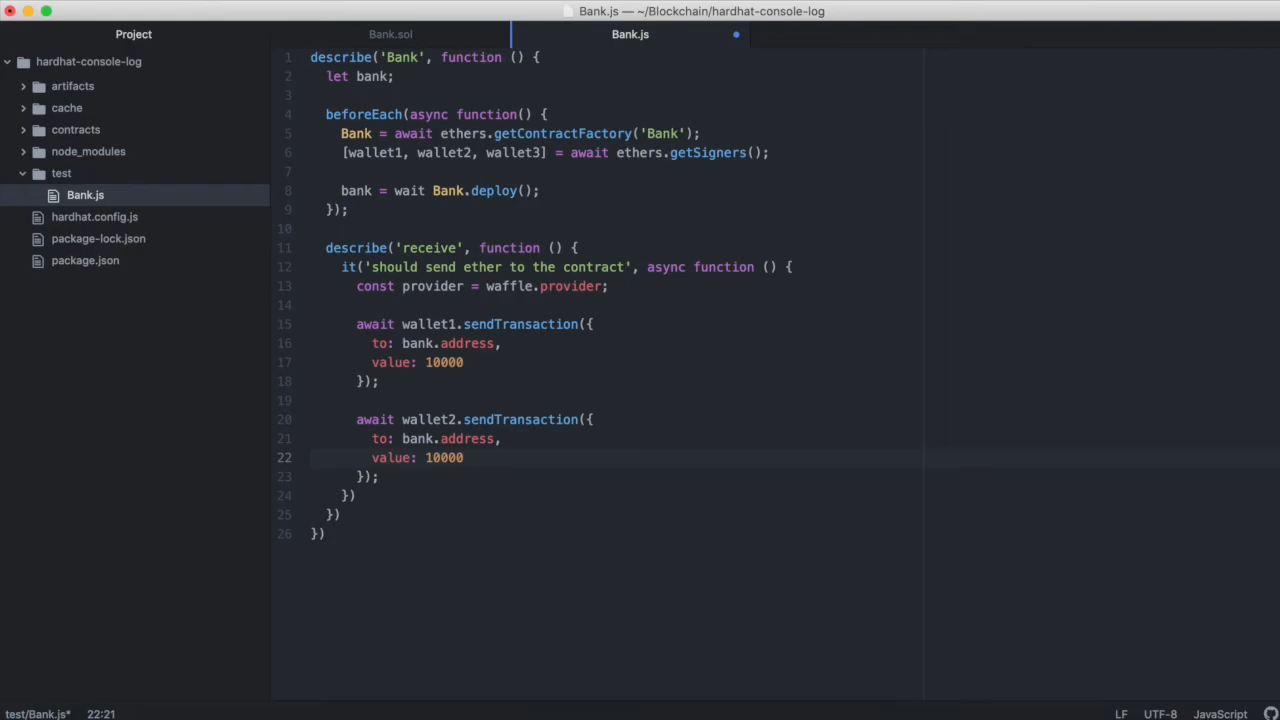 Bank.js — ~/Blockchain/hardhat-console-log
Project
Bank.sol
Bank.js
hardhat-console-log
artifacts
cache
contracts
node_modules
test
Bank.js
hardhat.config.js
package-lock.json
package.json
1 describe('Bank', function () {
2 let bank;
3
4 beforeEach(async function() {
5 Bank = await ethers.getContractFactory('Bank');
6 [wallet1, wallet2, wallet3] = await ethers.getSigners();
7
8 bank = wait Bank.deploy();
9 });
10
11 describe('receive', function () {
12 it('should send ether to the contract', async function () {
13 const provider = waffle.provider;
14
15 await wallet1.sendTransaction({
16 to: bank.address,
17 value: 10000
18 });
19
20 await wallet2.sendTransaction({
21 to: bank.address,
22 value: 10000
23 });
24 })
25 })
26 })
test/Bank.js* 22:21
LF UTF-8 JavaScript